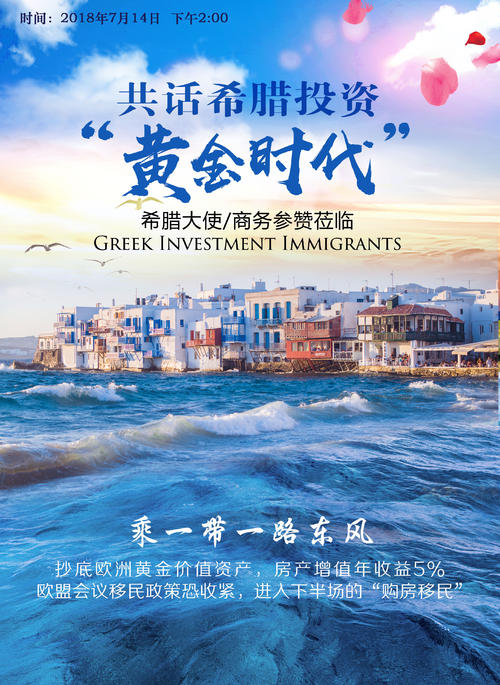 时间：2018年7月14日 下午2:00
共话希腊投资
“黄金时代”
希腊大使/商务参赞莅临
GREEK INVESTMENT IMMIGRANTS
乘一带一路东风
抄底欧洲黄金价值资产，房产增值年收益5%
欧盟会议移民政策恐收紧，进入下半场的“购房移民”